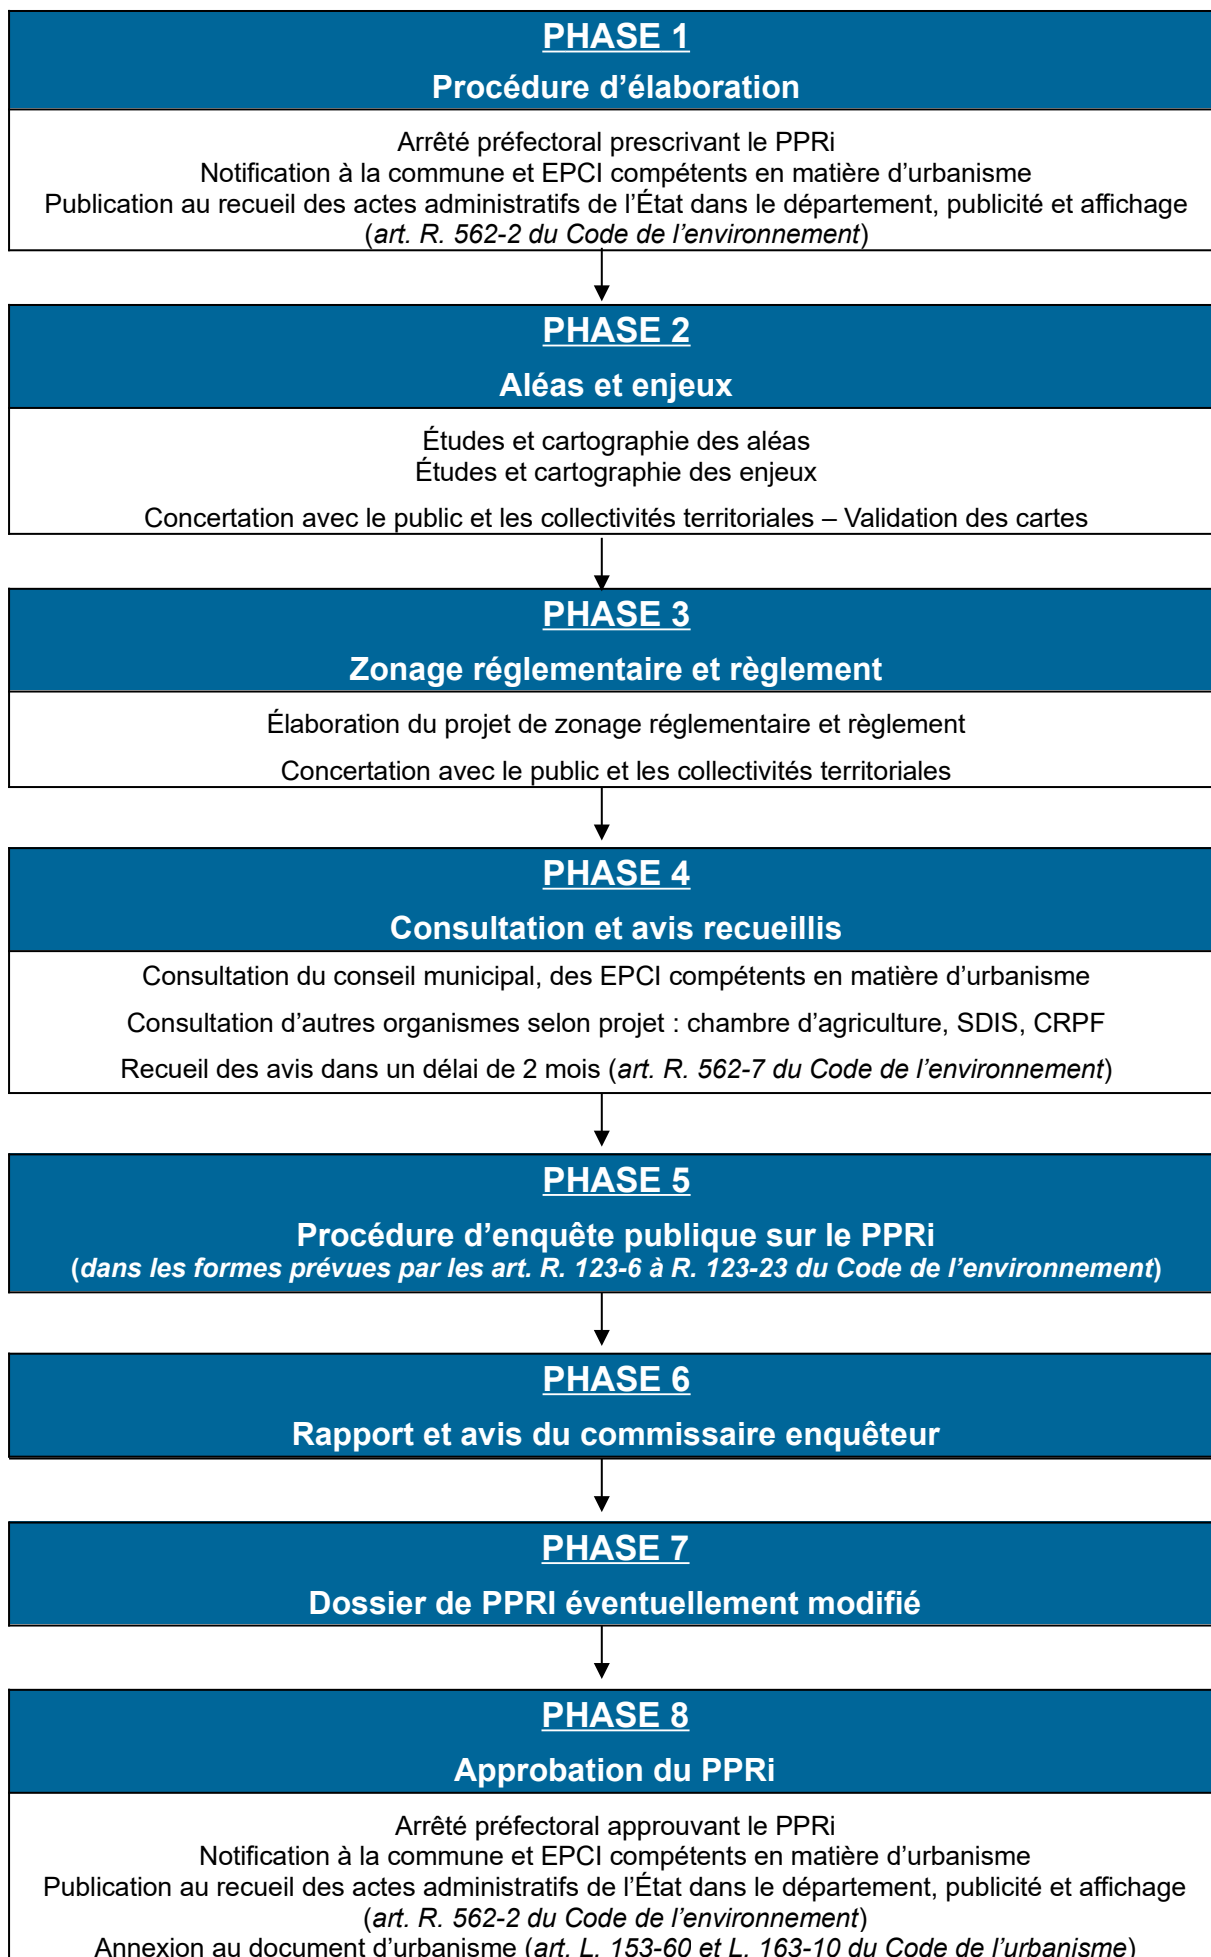 PHASE 1
Procédure d’élaboration
Arrêté préfectoral prescrivant le PPRi
Notification à la commune et EPCI compétents en matière d’urbanisme
Publication au recueil des actes administratifs de l’État dans le département, publicité et affichage
(art. R. 562-2 du Code de l’environnement)
PHASE 2
Aléas et enjeux
Études et cartographie des aléas
Études et cartographie des enjeux
Concertation avec le public et les collectivités territoriales – Validation des cartes
PHASE 3
Zonage réglementaire et règlement
Élaboration du projet de zonage réglementaire et règlement
Concertation avec le public et les collectivités territoriales
PHASE 4
Consultation et avis recueillis
Consultation du conseil municipal, des EPCI compétents en matière d’urbanisme
Consultation d’autres organismes selon projet : chambre d’agriculture, SDIS, CRPF
Recueil des avis dans un délai de 2 mois (art. R. 562-7 du Code de l’environnement)
PHASE 5
Procédure d’enquête publique sur le PPRi
(dans les formes prévues par les art. R. 123-6 à R. 123-23 du Code de l’environnement)
PHASE 6
Rapport et avis du commissaire enquêteur
PHASE 7
Dossier de PPRI éventuellement modifié
PHASE 8
Approbation du PPRi
Arrêté préfectoral approuvant le PPRi
Notification à la commune et EPCI compétents en matière d’urbanisme
Publication au recueil des actes administratifs de l’État dans le département, publicité et affichage
(art. R. 562-2 du Code de l’environnement)
Annexion au document d’urbanisme (art. L. 153-60 et L. 163-10 du Code de l’urbanisme)